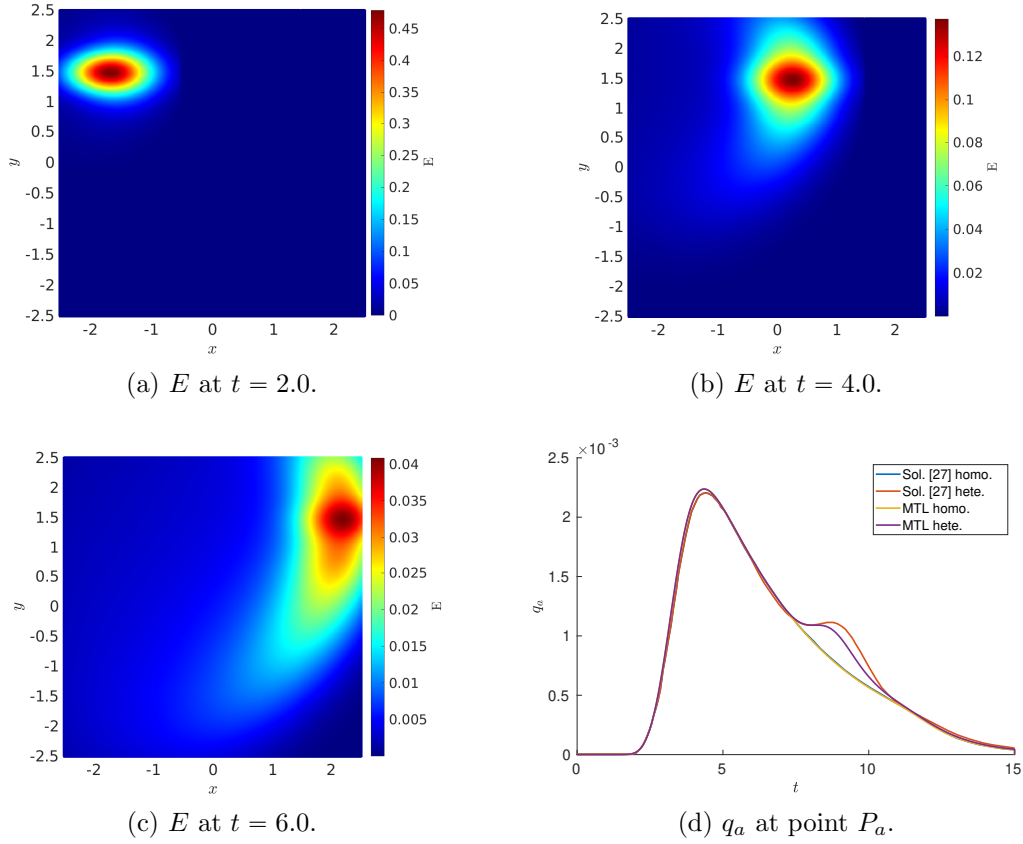 2.5
2
1.5
1
0.5
0
-0.5
-1
-1.5
-2
-2.5
y
-2 -1 0 1 2
x
0.45
0.4
0.35
0.3
0.25
0.2
0.15
0.1
0.05
0
E
(a) E at t = 2.0.
2.5
2
1.5
1
0.5
0
-0.5
-1
-1.5
-2
-2.5
y
-2 -1 0 1 2
x
0.12
0.1
0.08
0.06
0.04
0.02
E
(b) E at t = 4.0.
2.5
2
1.5
1
0.5
0
-0.5
-1
-1.5
-2
-2.5
y
-2 -1 0 1 2
x
0.04
0.035
0.03
0.025
0.02
0.015
0.01
0.005
E
(c) E at t = 6.0.
×10⁻³
2.5
2
1.5
1
0.5
0
qₐ
0 5 10 15
t
Sol. [27] homo.
Sol. [27] hete.
MTL homo.
MTL hete.
(d) qₐ at point Pₐ.